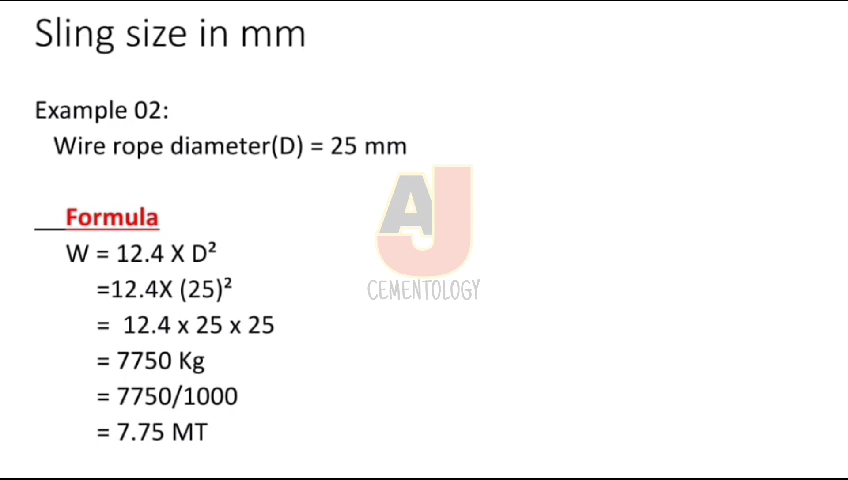 Sling size in mm
Example 02:
Wire rope diameter(D) = 25 mm
Formula
W = 12.4 X D²
=12.4X (25)²
= 12.4 x 25 x 25
= 7750 Kg
= 7750/1000
= 7.75 MT
AJ
CEMENTOLOGY